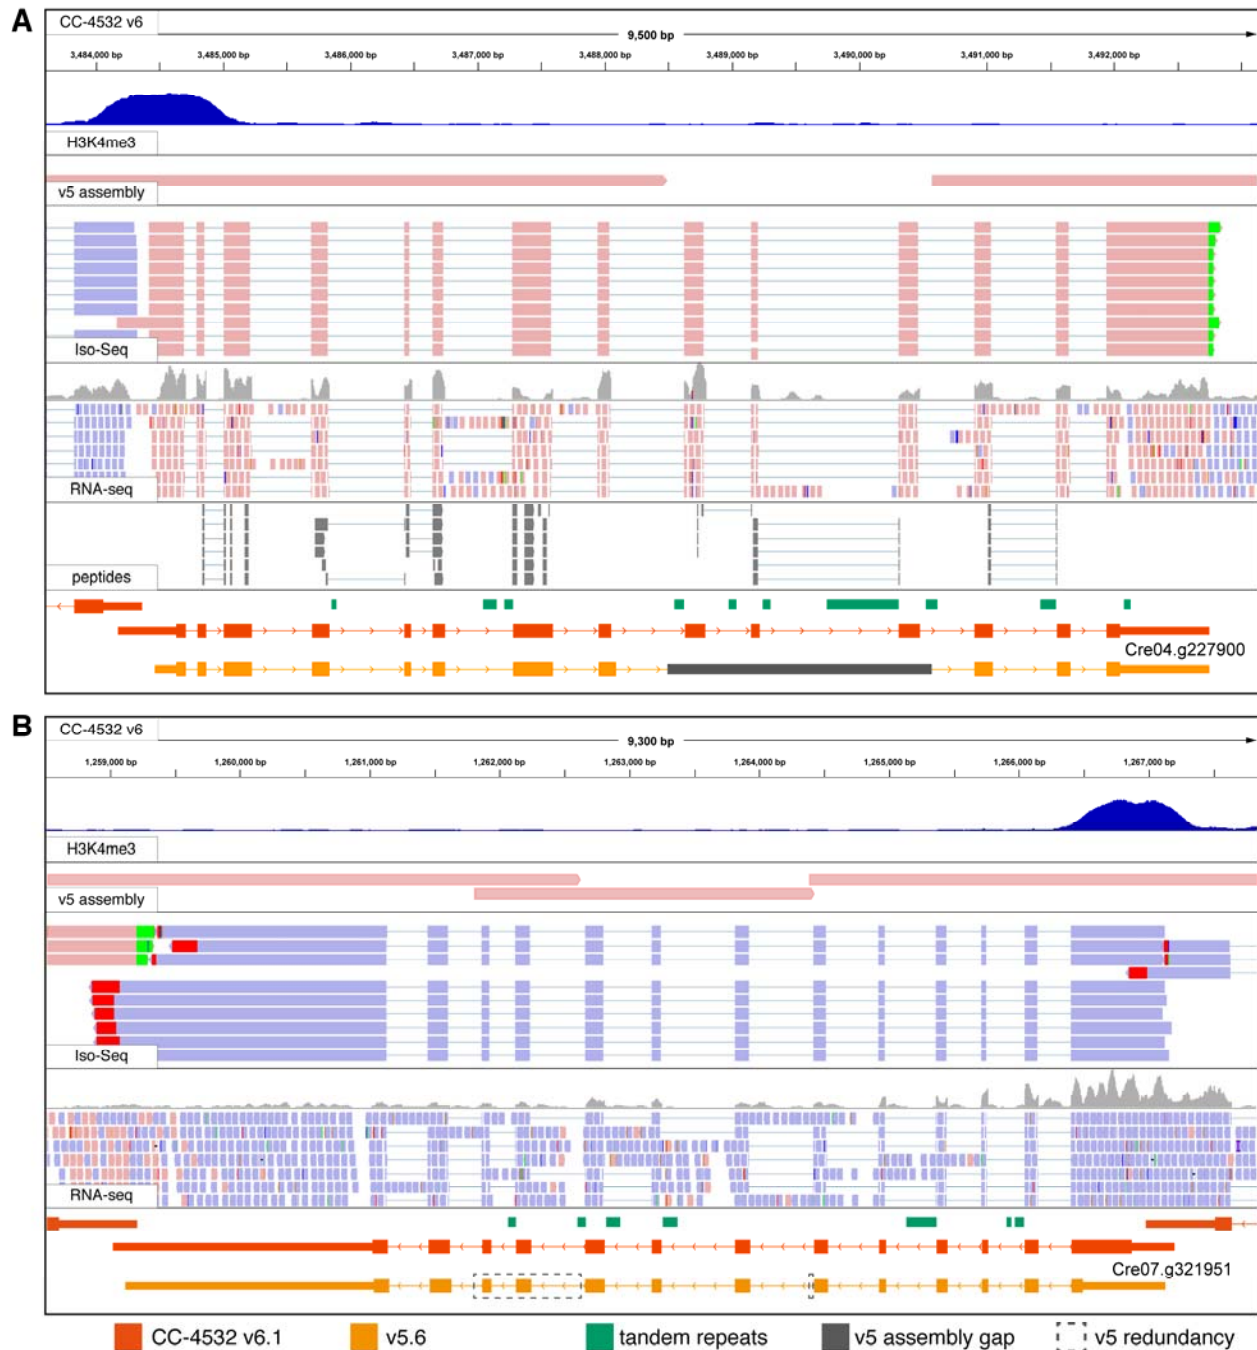 A
CC-4532 v6
9,500 bp
3,484,000 bp 3,485,000 bp 3,486,000 bp 3,487,000 bp 3,488,000 bp 3,489,000 bp 3,490,000 bp 3,491,000 bp 3,492,000 bp
H3K4me3
v5 assembly
Iso-Seq
RNA-seq
peptides
Cre04.g227900
B
CC-4532 v6
9,300 bp
1,259,000 bp 1,260,000 bp 1,261,000 bp 1,262,000 bp 1,263,000 bp 1,264,000 bp 1,265,000 bp 1,266,000 bp 1,267,000 bp
H3K4me3
v5 assembly
Iso-Seq
RNA-seq
Cre07.g321951
CC-4532 v6.1 v5.6 tandem repeats v5 assembly gap v5 redundancy